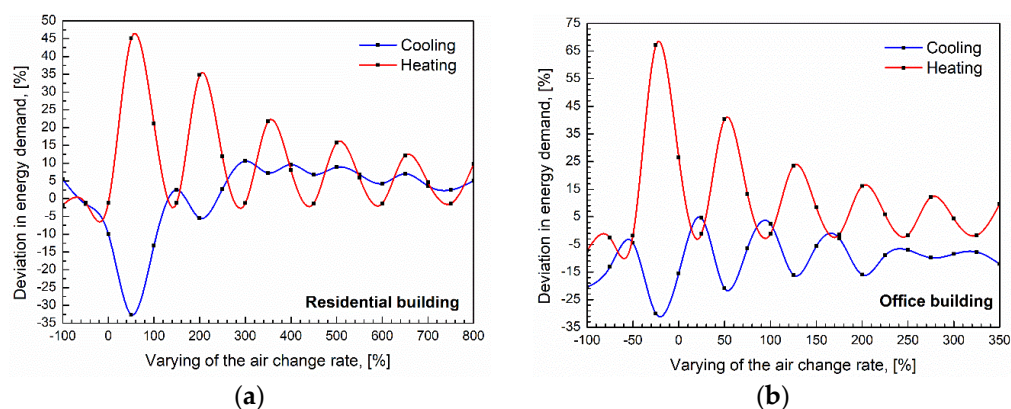 50
45
40
35
30
25
20
15
10
5
0
-5
-10
-15
-20
-25
-30
-35
-100 0 100 200 300 400 500 600 700 800
Deviation in energy demand, [%]
Cooling
Heating
Residential building
Varying of the air change rate, [%]
(a)
75
65
55
45
35
25
15
5
-5
-15
-25
-35
-100 -50 0 50 100 150 200 250 300 350
Deviation in energy demand, [%]
Cooling
Heating
Office building
Varying of the air change rate, [%]
(b)